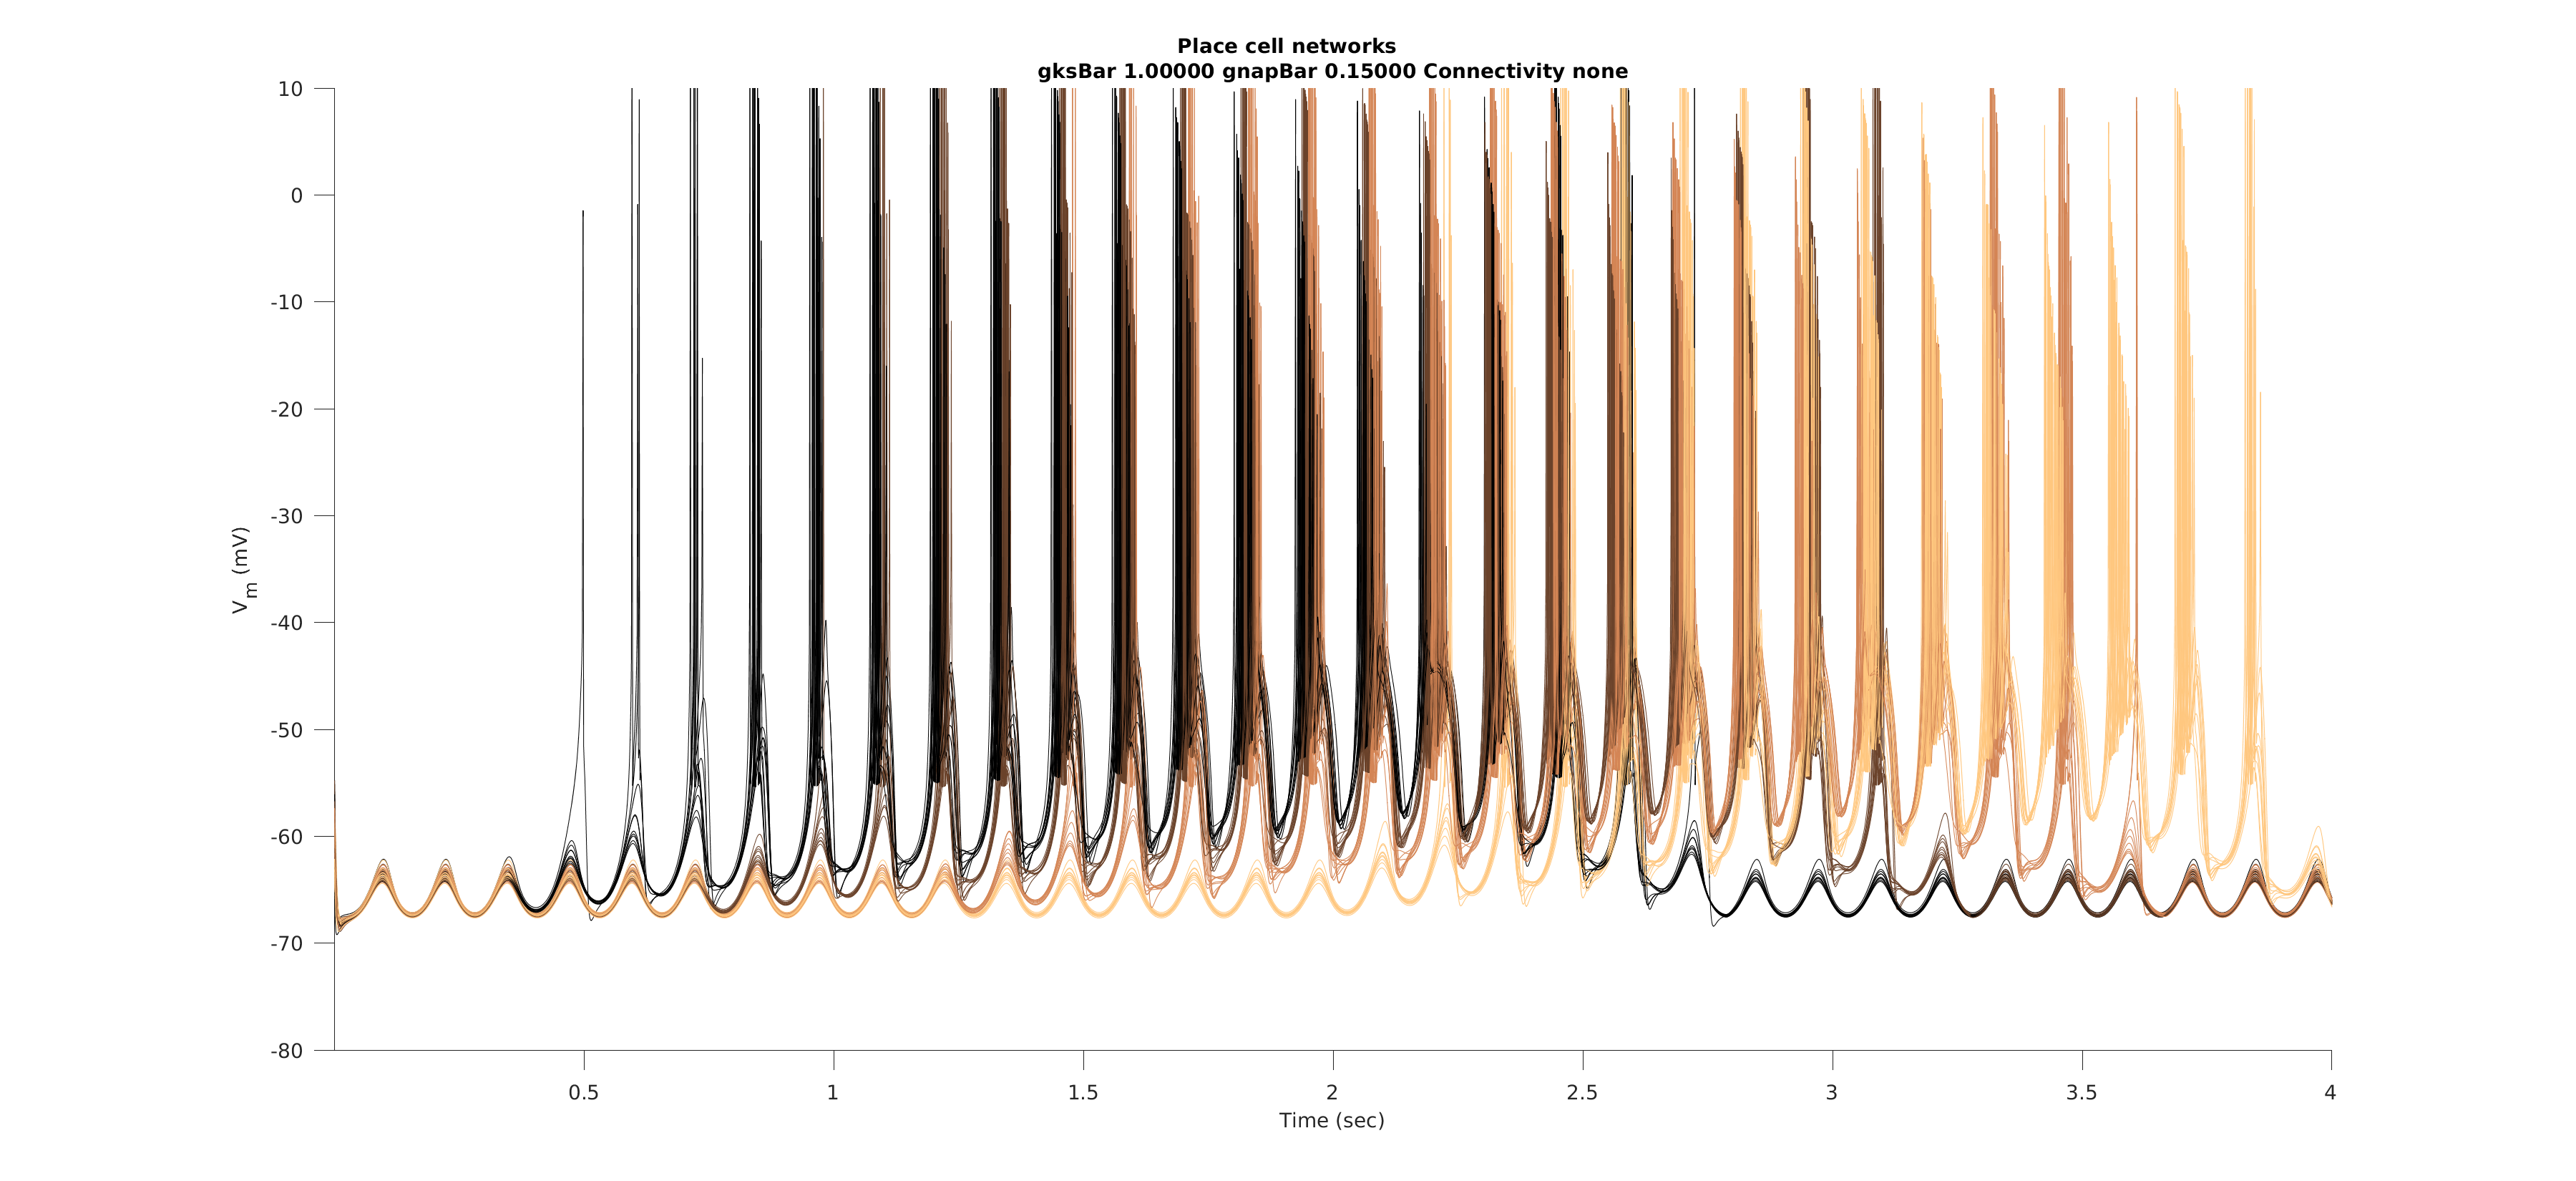 Place cell networks
gksBar 1.00000 gnapBar 0.15000 Connectivity none
10
0
-10
-20
-30
-40
-50
-60
-70
-80
Vm (mV)
0.5 1 1.5 2 2.5 3 3.5 4
Time (sec)